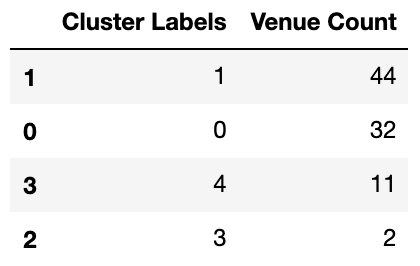 Cluster Labels Venue Count
1 1 44
0 0 32
3 4 11
2 3 2